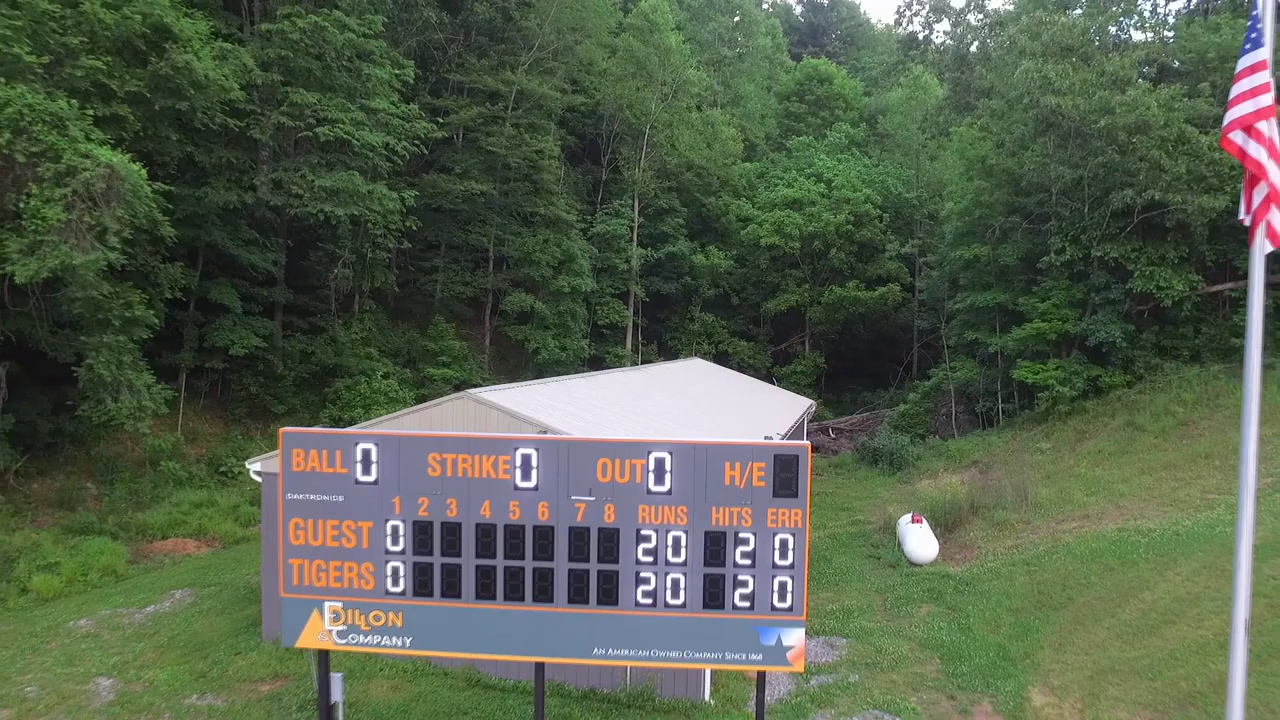 BALL 0 STRIKE 0 OUT 0 H/E
DAKTRONICS
1 2 3 4 5 6 7 8 RUNS HITS ERR
GUEST 0 20 2 0
TIGERS 0 20 2 0
E DILLON
& COMPANY
AN AMERICAN OWNED COMPANY SINCE 1868